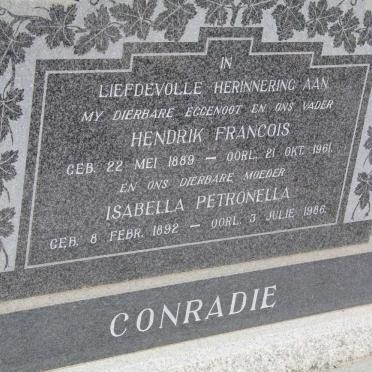 IN
LIEFDEVOLLE HERINNERING AAN
MY DIERBARE EGGENOOT EN ONS VADER
HENDRIK FRANCOIS
GEB. 22 MEI 1889 — OORL. 21 OKT. 1961.
EN ONS DIERBARE MOEDER
ISABELLA PETRONELLA
GEB. 8 FEBR. 1892 — OORL. 3 JULIE 1986.
CONRADIE